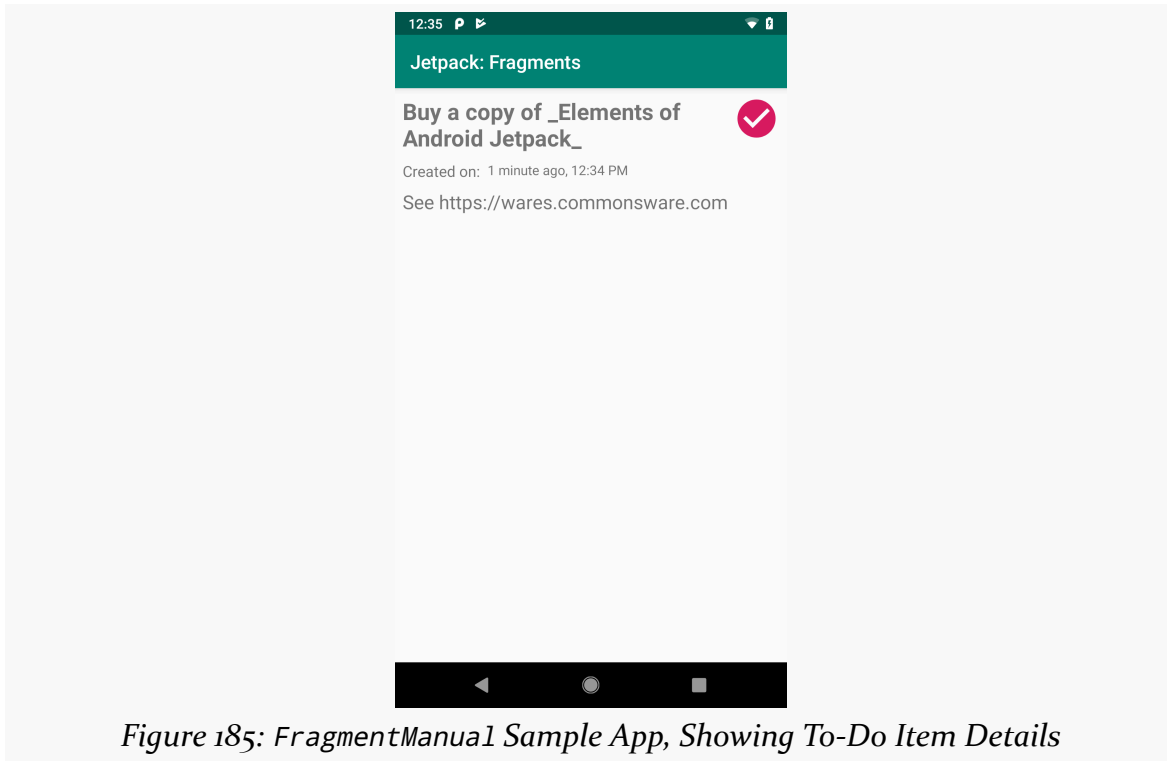 12:35
Jetpack: Fragments
Buy a copy of _Elements of
Android Jetpack_
Created on: 1 minute ago, 12:34 PM
See https://wares.commonsware.com
Figure 185: FragmentManual Sample App, Showing To-Do Item Details